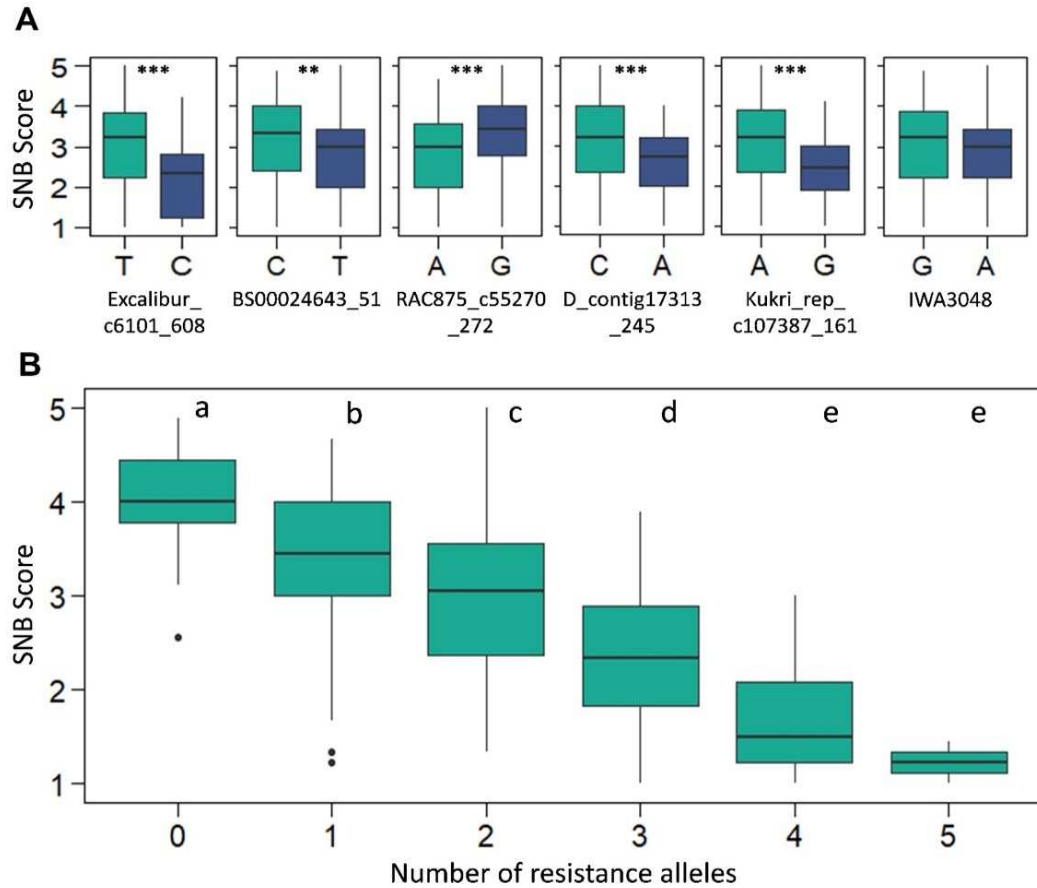 A
SNB Score
5
4
3
2
1
*** ** *** *** ***
T C C T A G C A A G G A
Excalibur_
c6101_608
BS00024643_51
RAC875_c55270
_272
D_contig17313
_245
Kukri_rep_
c107387_161
IWA3048
B
SNB Score
5
4
3
2
1
a b c d e e
0 1 2 3 4 5
Number of resistance alleles